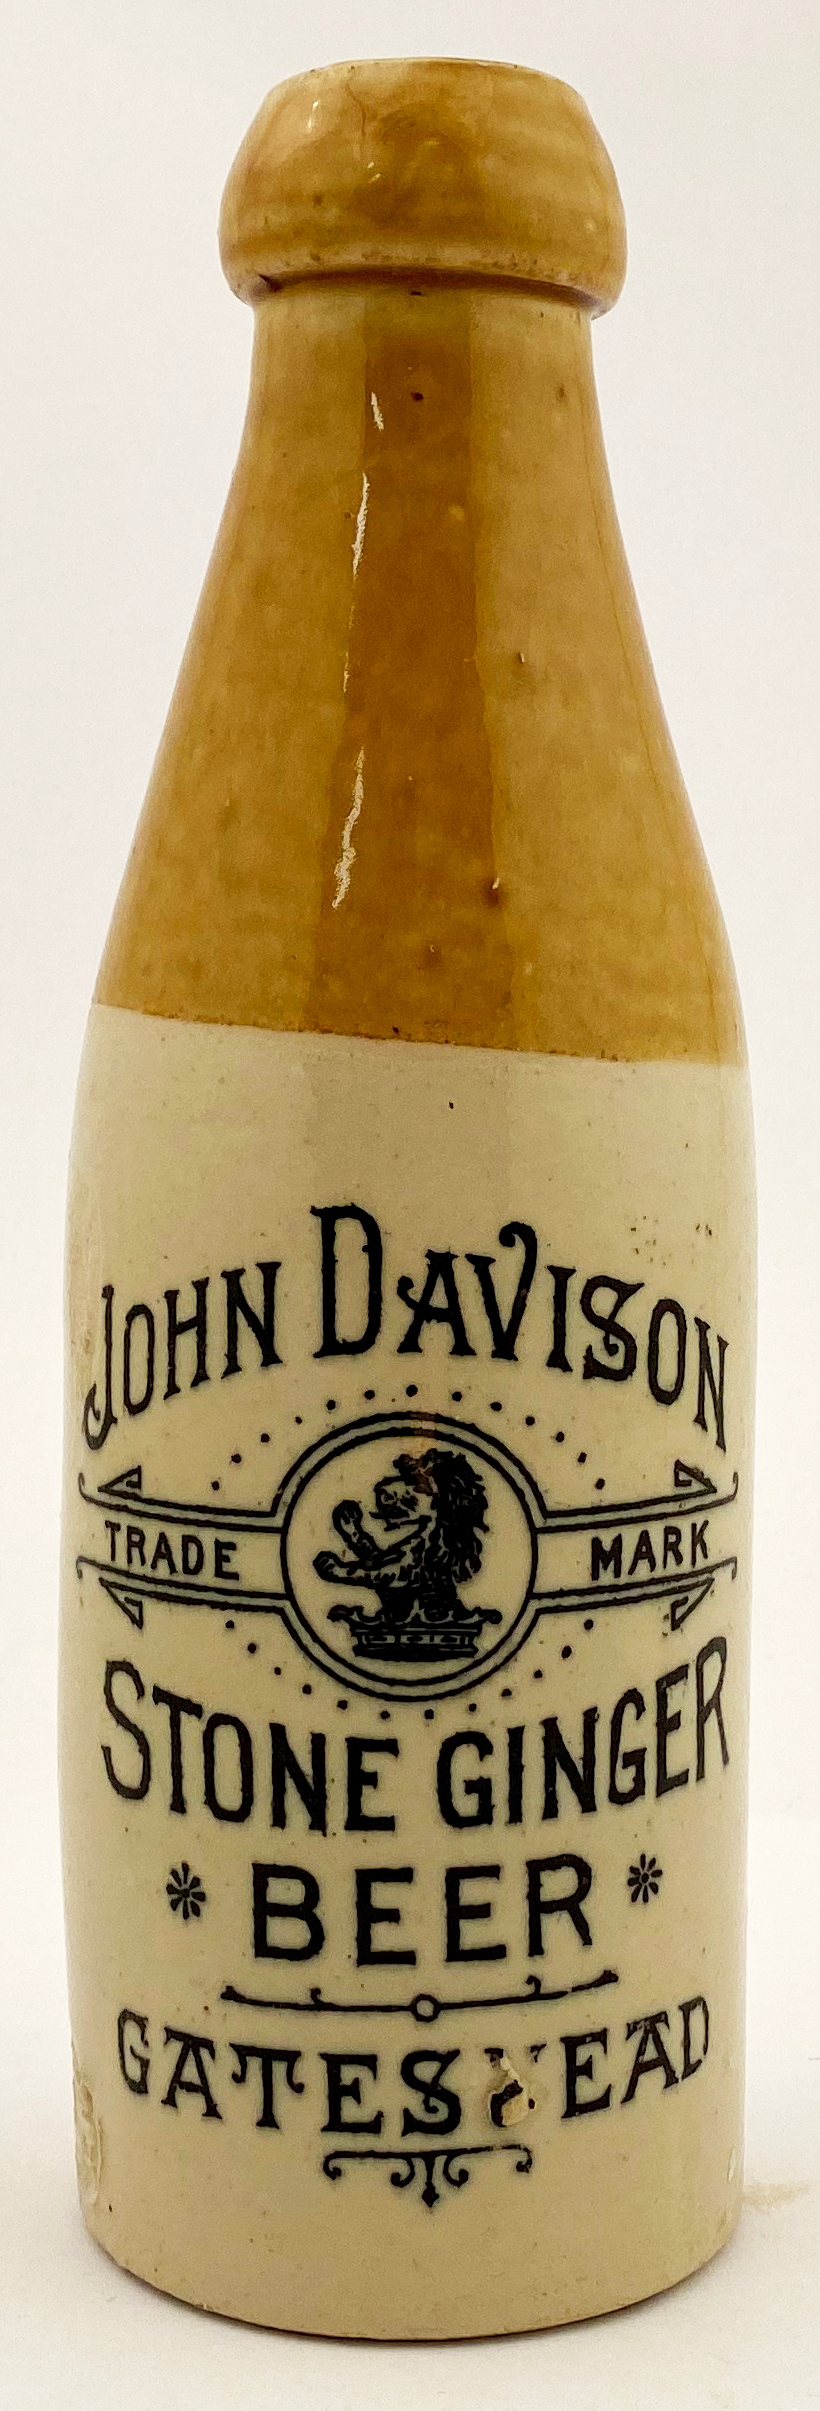 JOHN DAVISON
TRADE MARK
STONE GINGER
BEER
GATESHEAD